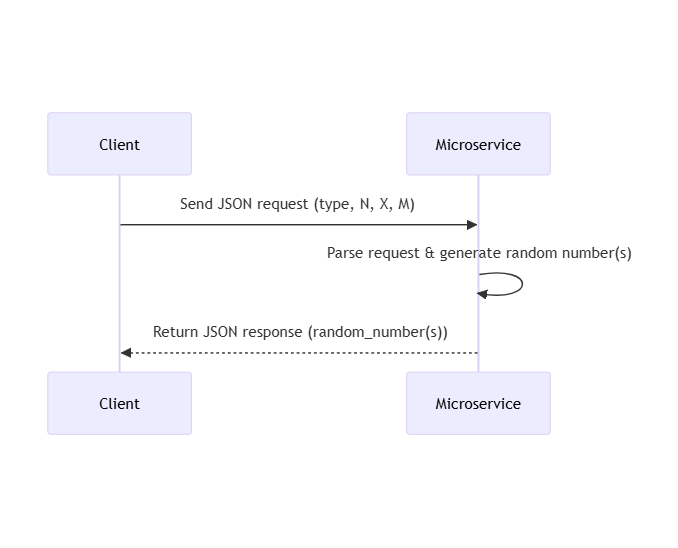 Client
Microservice
Send JSON request (type, N, X, M)
Parse request & generate random number(s)
Return JSON response (random_number(s))
Client
Microservice